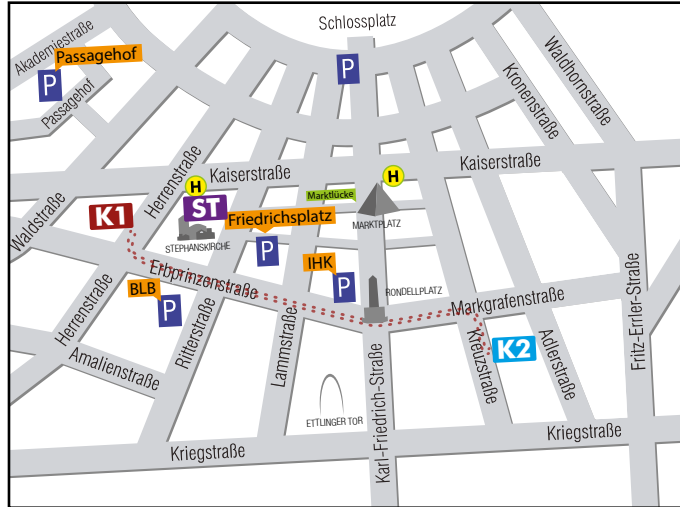 Schlossplatz
Akademiestraße
Passagehof
P
Passagehof
P
Waldhornstraße
Kronenstraße
Kaiserstraße
Kaiserstraße
Herrenstraße
H
H
Marktlücke
Waldstraße
K1
ST
Friedrichsplatz
STEPHANSKIRCHE
MARKTPLATZ
P
Erbprinzenstraße
IHK
P
RONDELLPLATZ
BLB
P
Markgrafenstraße
Herrenstraße
Ritterstraße
Lammstraße
Kreuzstraße
K2
Adlerstraße
Fritz-Erler-Straße
Amalienstraße
Karl-Friedrich-Straße
ETTLINGER TOR
Kriegstraße
Kriegstraße